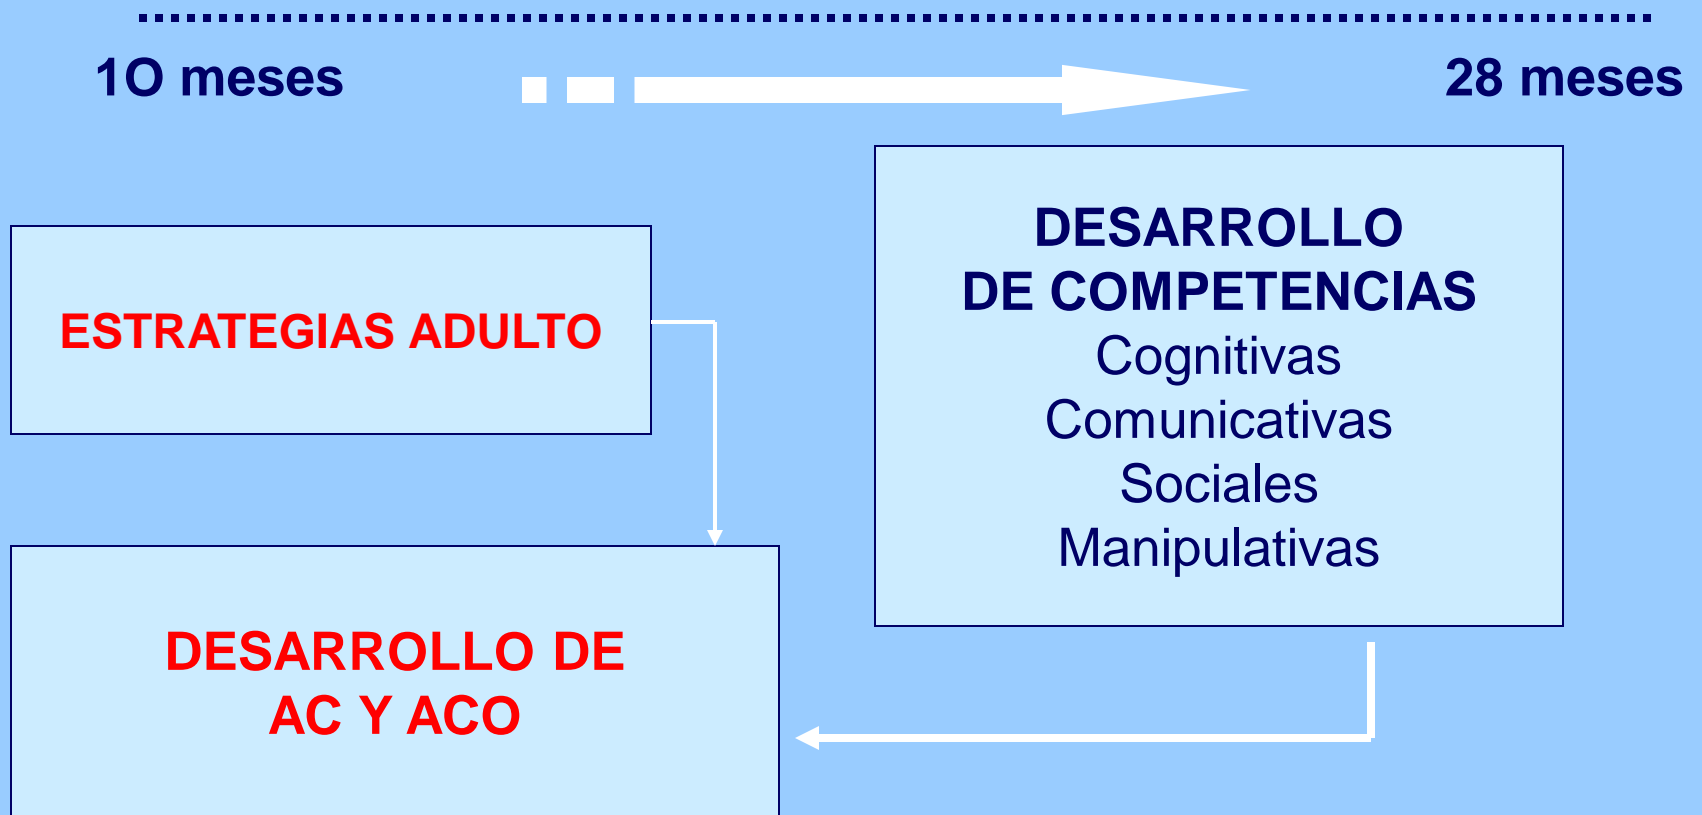 1O meses
28 meses
ESTRATEGIAS ADULTO
DESARROLLO
DE COMPETENCIAS
Cognitivas
Comunicativas
Sociales
Manipulativas
DESARROLLO DE
AC Y ACO